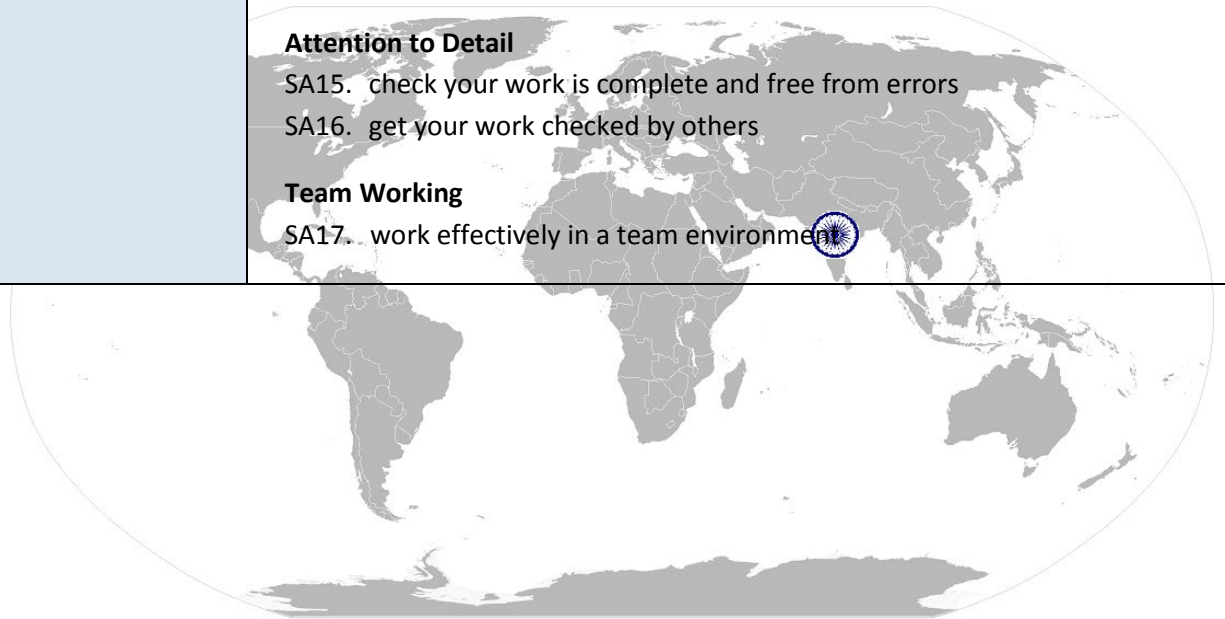 Attention to Detail
SA15. check your work is complete and free from errors
SA16. get your work checked by others
Team Working
SA17. work effectively in a team environment